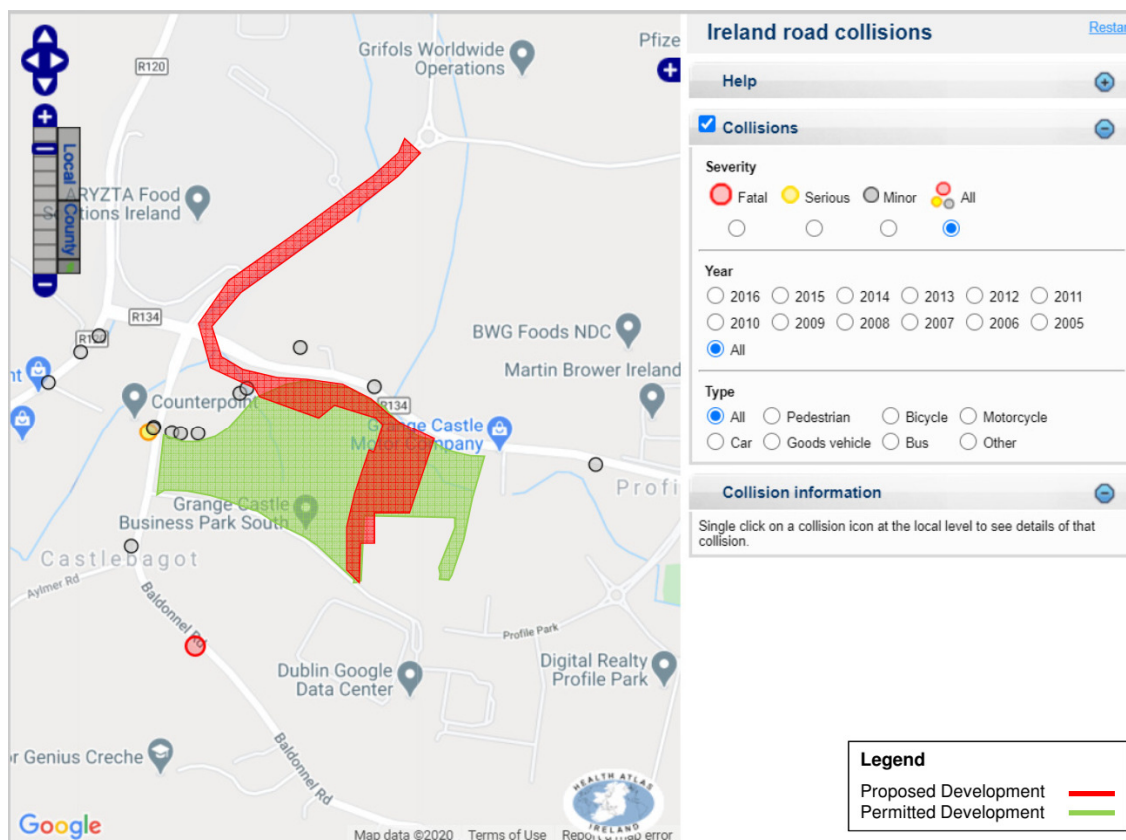 Grifols Worldwide
Operations
Pfize
R120
Local
County
ARYZTA Food
Solutions Ireland
R134
R120
BWG Foods NDC
Martin Brower Ireland
nt
Counterpoint
R134
Grange Castle
Motor Company
Profi
Grange Castle
Business Park South
Castlebagot
Aylmer Rd
Baldonnel Rd
Profile Park
Dublin Google
Data Center
Digital Realty
Profile Park
or Genius Creche
Baldonnel Rd
HEALTH ATLAS
IRELAND
Google
Map data ©2020 Terms of Use Report a map error
Ireland road collisions
Restar
Help
Collisions
Severity
Fatal Serious Minor All
Year
2016 2015 2014 2013 2012 2011
2010 2009 2008 2007 2006 2005
All
Type
All Pedestrian Bicycle Motorcycle
Car Goods vehicle Bus Other
Collision information
Single click on a collision icon at the local level to see details of that
collision.
Legend
Proposed Development
Permitted Development